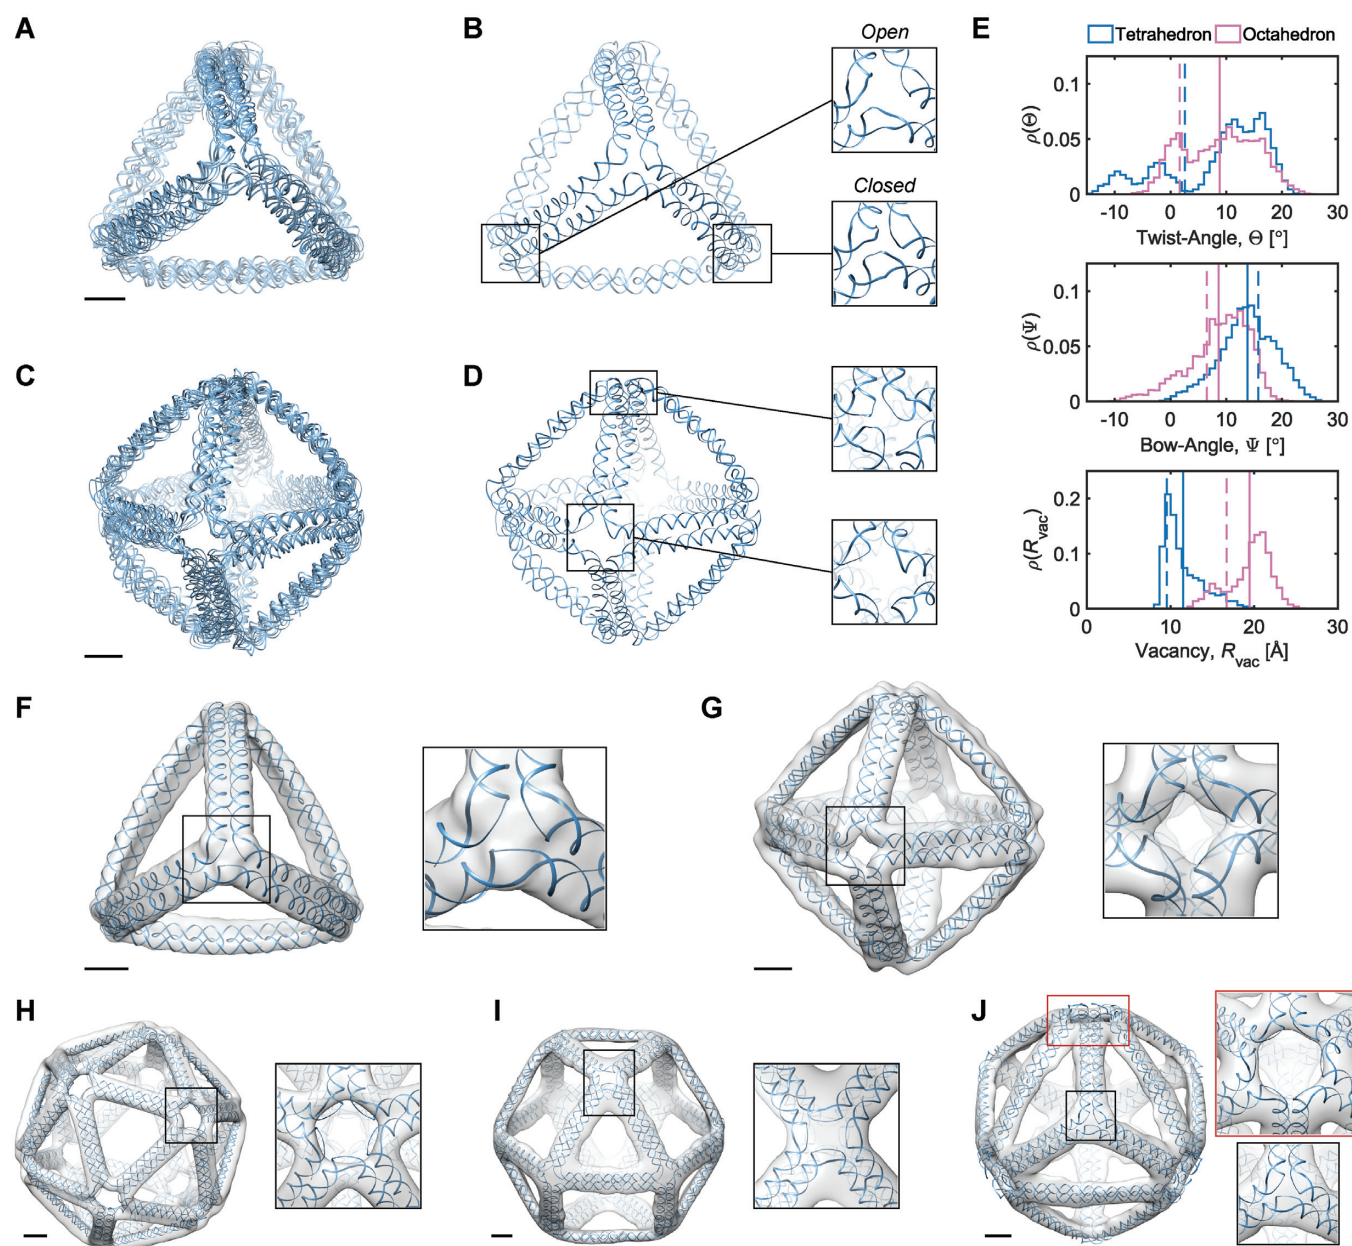 A
B
Open
Closed
C
D
E
Tetrahedron Octahedron
0.1
0.05
0
ρ(Θ)
-10 0 10 20 30
Twist-Angle, Θ [°]
0.1
0.05
0
ρ(Ψ)
-10 0 10 20 30
Bow-Angle, Ψ [°]
0.2
0.1
0
ρ(R_vac)
0 10 20 30
Vacancy, R_vac [Å]
F
G
H
I
J